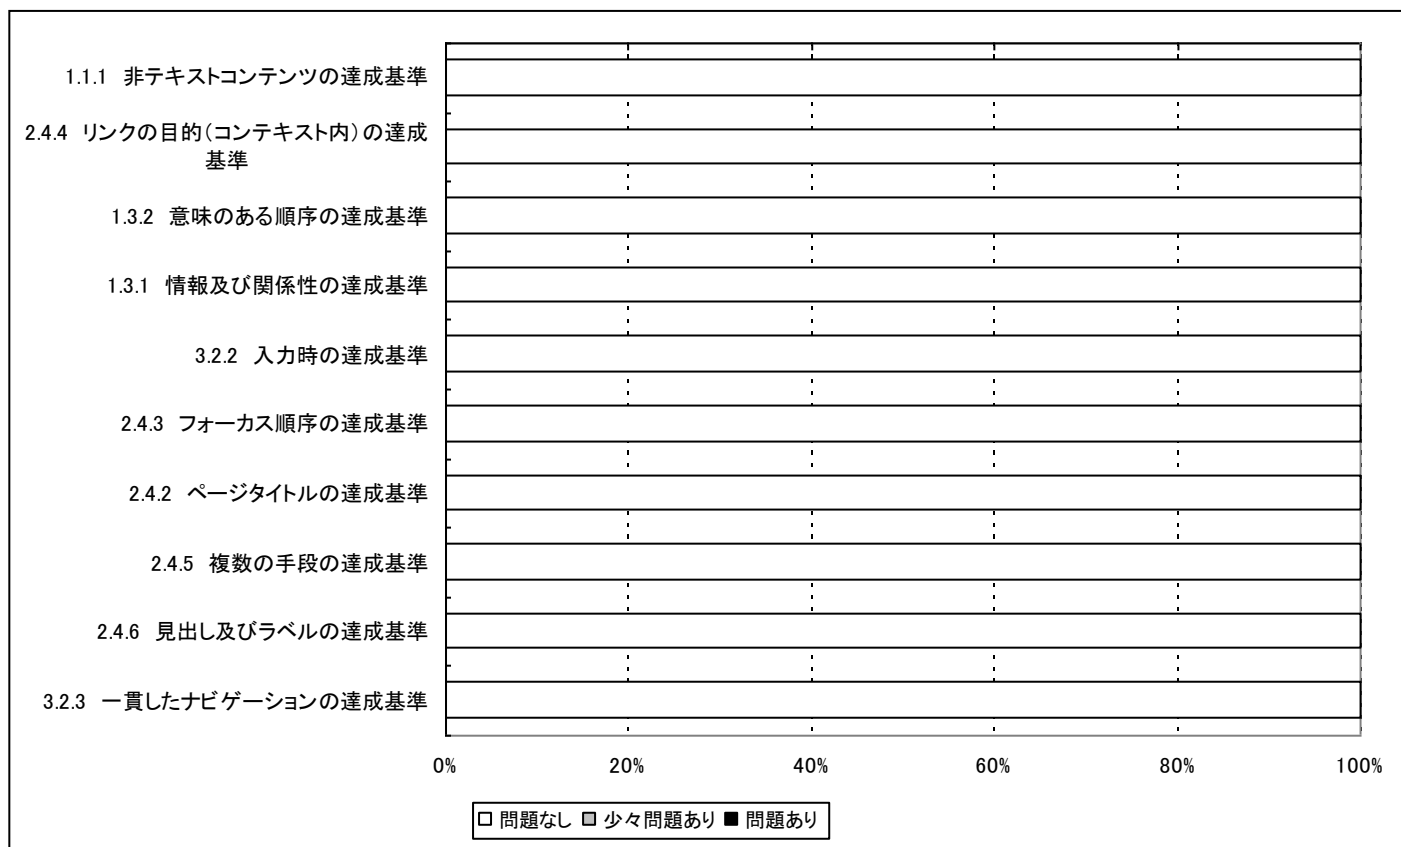 1.1.1 非テキストコンテンツの達成基準
2.4.4 リンクの目的(コンテキスト内)の達成
基準
1.3.2 意味のある順序の達成基準
1.3.1 情報及び関係性の達成基準
3.2.2 入力時の達成基準
2.4.3 フォーカス順序の達成基準
2.4.2 ページタイトルの達成基準
2.4.5 複数の手段の達成基準
2.4.6 見出し及びラベルの達成基準
3.2.3 一貫したナビゲーションの達成基準
0% 20% 40% 60% 80% 100%
問題なし 少々問題あり 問題あり